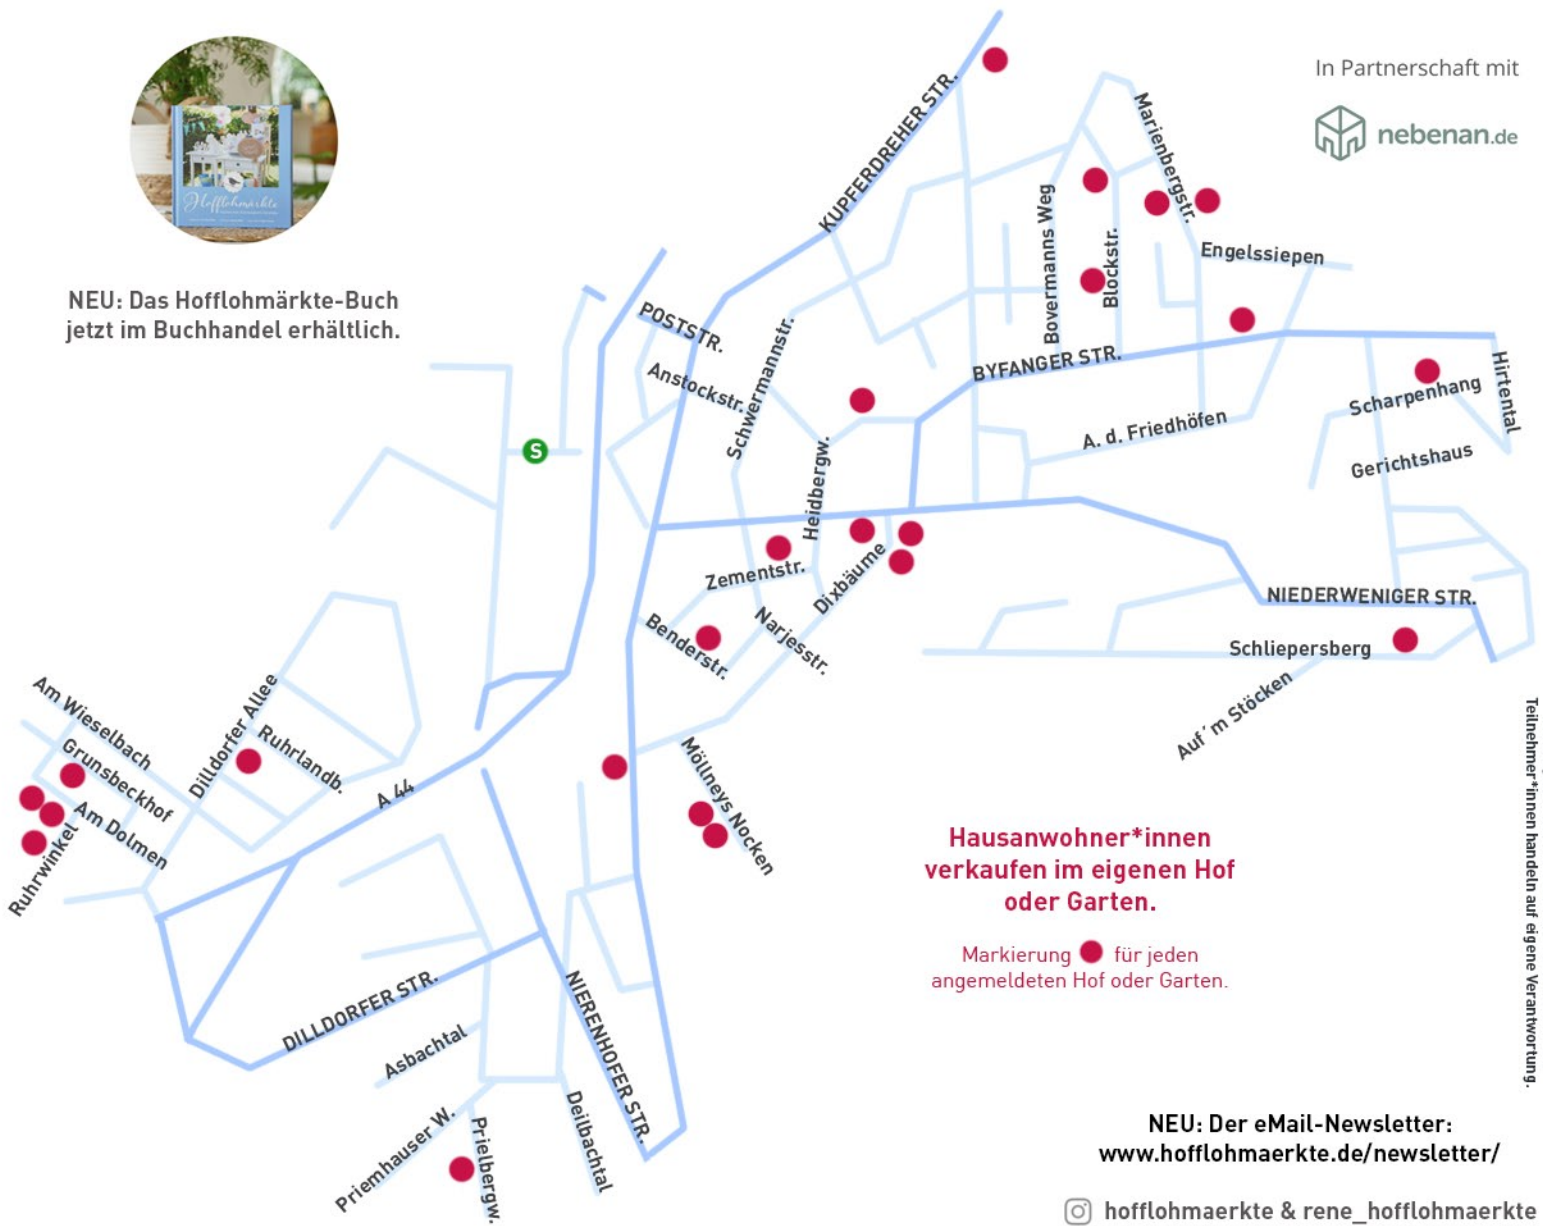 In Partnerschaft mit
nebenan.de
Hofflohmärkte
NEU: Das Hofflohmärkte-Buch
jetzt im Buchhandel erhältlich.
KUPFERDREHER STR.
Marienbergstr.
Bovermanns Weg
Blockstr.
Engelssiepen
POSTSTR.
Anstockstr.
Schwermannstr.
BYFANGER STR.
Hirtental
Scharpenhang
A. d. Friedhöfen
Gerichtshaus
S
Heidbergw.
Zementstr.
Dixbäume
Benderstr.
Narjesstr.
NIEDERWENIGER STR.
Schliepersberg
Auf´m Stöcken
Am Wieselbach
Grunsbeckhof
Am Dolmen
Ruhrwinkel
Dilldorfer Allee
Ruhrlandb.
A 44
Möllneys Nocken
DILLDORFER STR.
NIERENHOFER STR.
Asbachtal
Priemhauser W.
Prielbergw.
Deilbachtal
Hausanwohner*innen
verkaufen im eigenen Hof
oder Garten.
Markierung für jeden
angemeldeten Hof oder Garten.
Teilnehmer*innen handeln auf eigene Verantwortung.
NEU: Der eMail-Newsletter:
www.hofflohmaerkte.de/newsletter/
hofflohmaerkte & rene_hofflohmaerkte